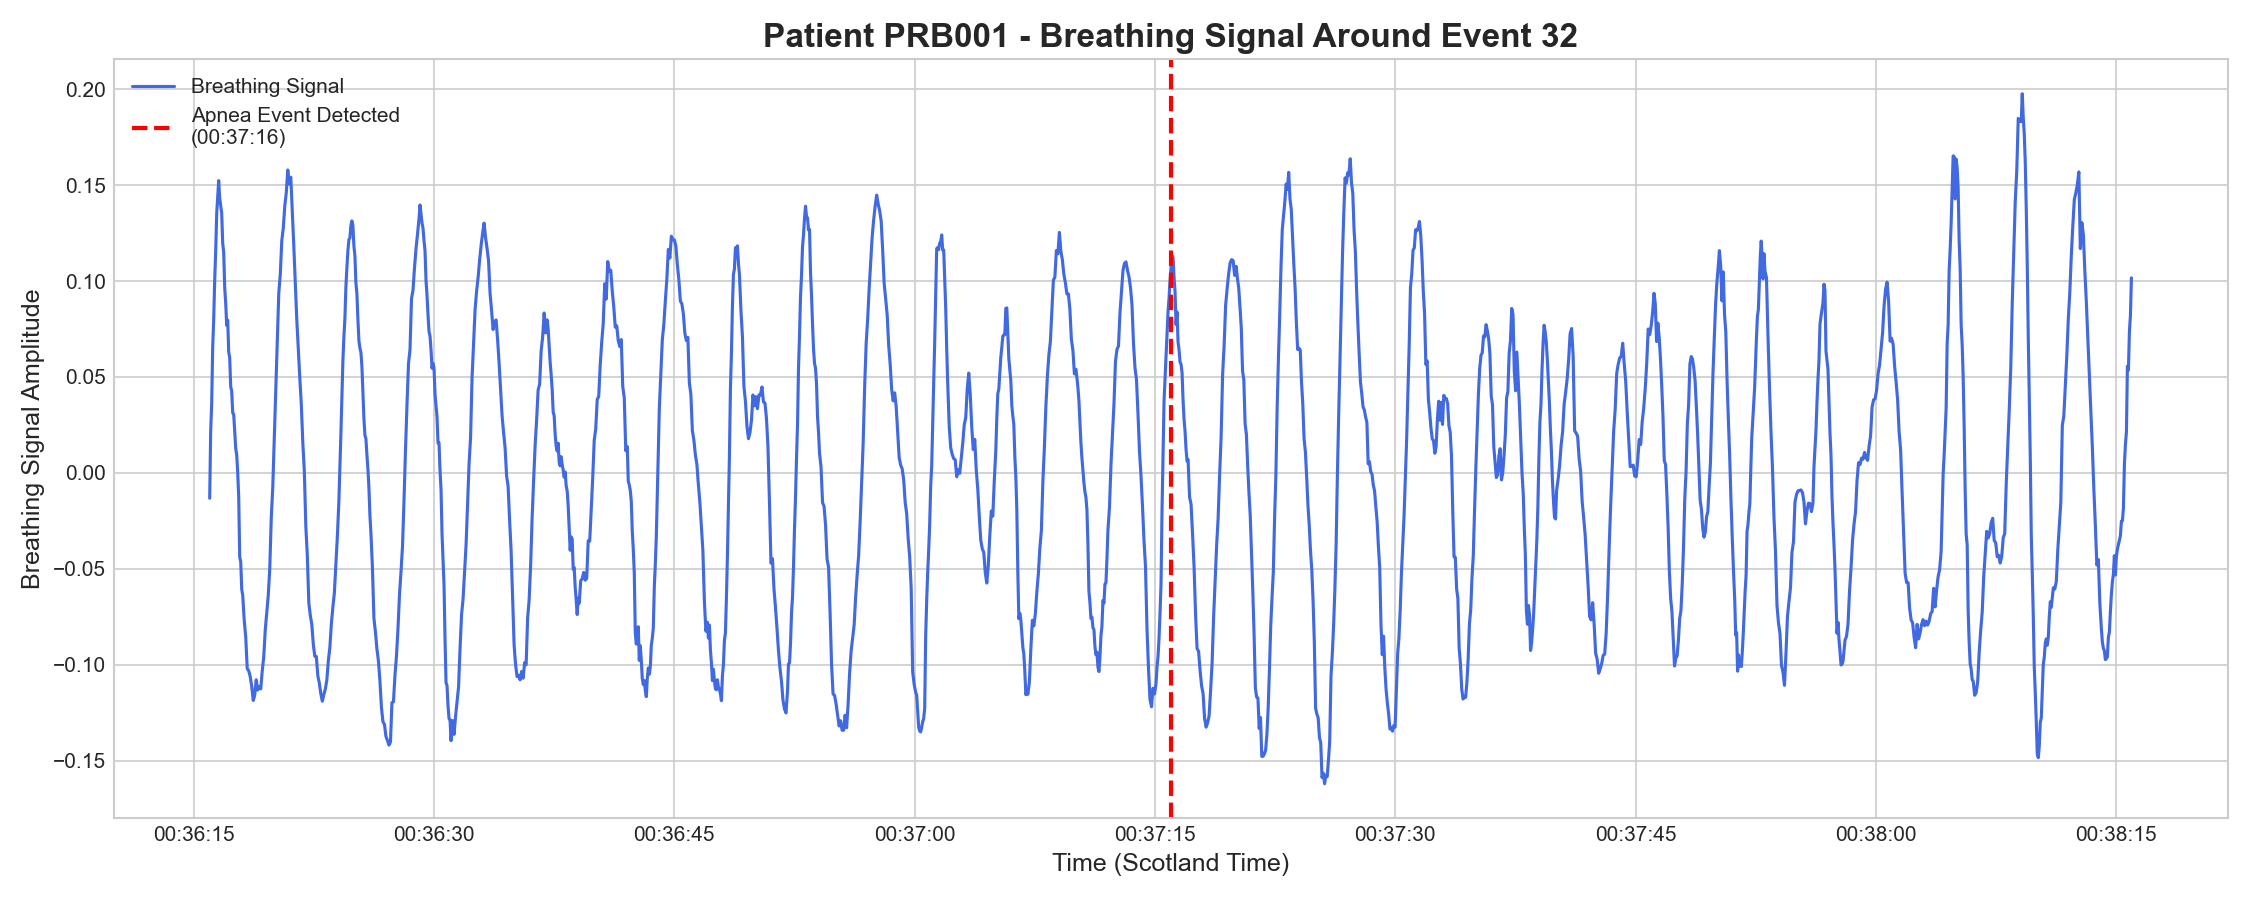 Patient PRB001 - Breathing Signal Around Event 32
Breathing Signal
Apnea Event Detected
(00:37:16)
Breathing Signal Amplitude
0.20
0.15
0.10
0.05
0.00
−0.05
−0.10
−0.15
00:36:15 00:36:30 00:36:45 00:37:00 00:37:15 00:37:30 00:37:45 00:38:00 00:38:15
Time (Scotland Time)